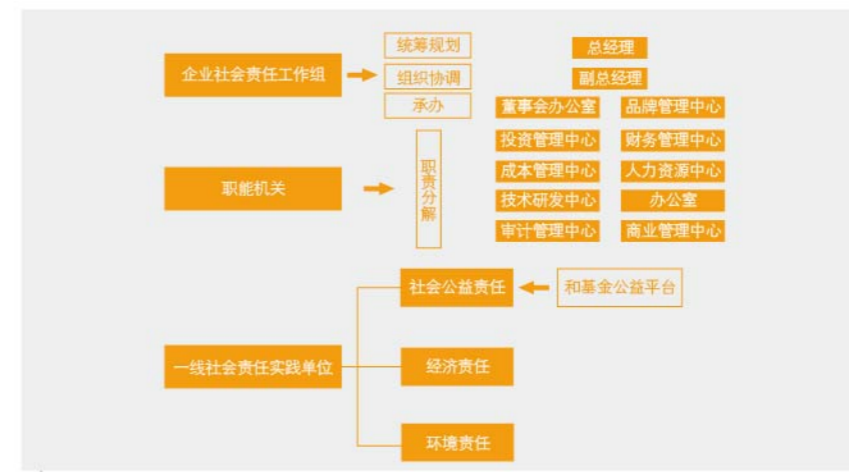 企业社会责任工作组
统筹规划
组织协调
承办
总经理
副总经理
董事会办公室
品牌管理中心
投资管理中心
财务管理中心
成本管理中心
人力资源中心
技术研发中心
办公室
审计管理中心
商业管理中心
职能机关
职责分解
一线社会责任实践单位
社会公益责任
和基金公益平台
经济责任
环境责任